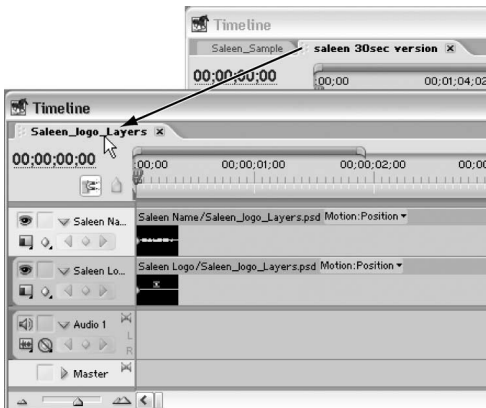 Timeline
Saleen_Sample saleen 30sec version
00;00;00;00 ;00;00 00;01;04;02
Timeline
Saleen_logo_Layers
00;00;00;00 ;00;00 00;00;01;00 00;00;02;00 00;00
Saleen Na... Saleen Name/Saleen_logo_Layers.psd Motion:Position
Saleen Lo... Saleen Logo/Saleen_logo_Layers.psd Motion:Position
Audio 1
L
R
Master